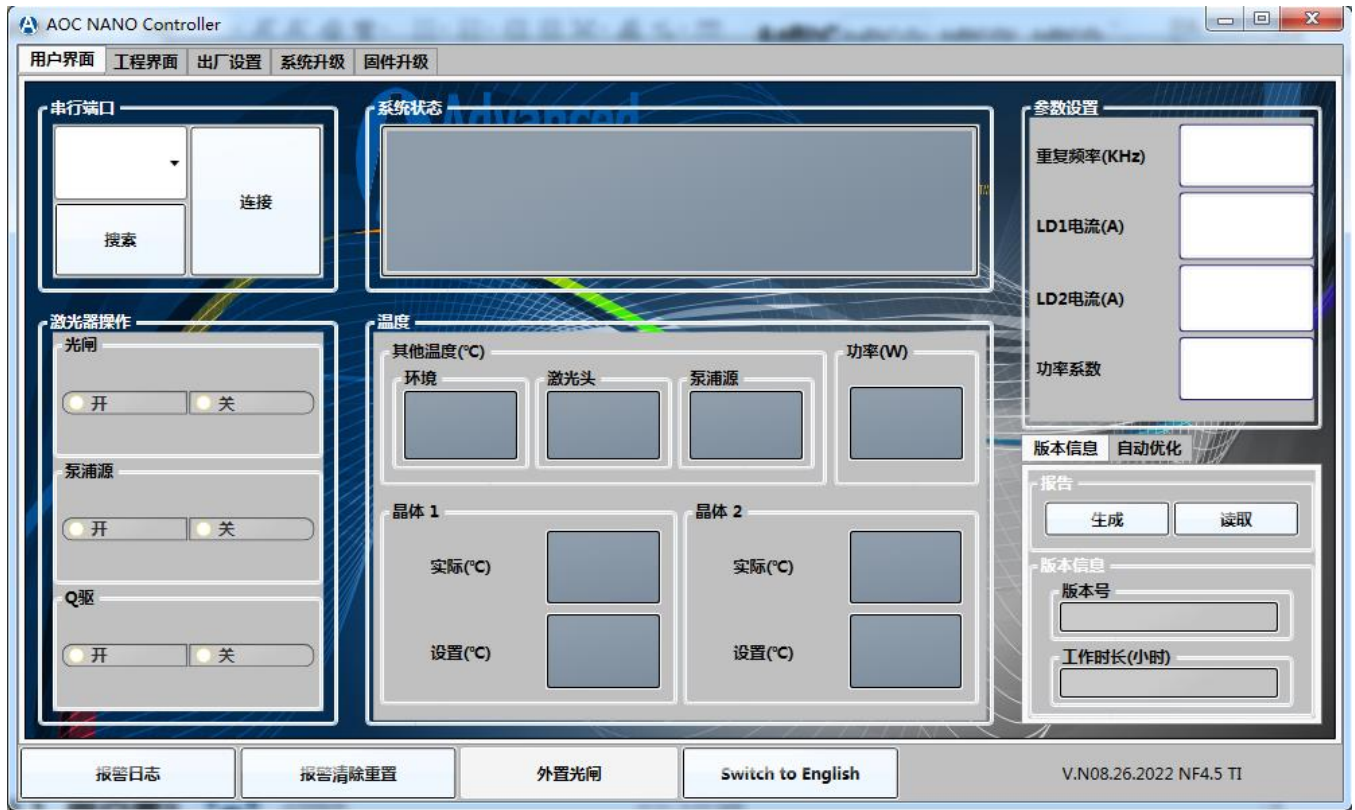 AOC NANO Controller
用户界面 工程界面 出厂设置 系统升级 固件升级
串行端口
连接
搜索
系统状态
Advanced
参数设置
重复频率(KHz)
LD1电流(A)
LD2电流(A)
功率系数
激光器操作
光闸
开 关
泵浦源
开 关
Q驱
开 关
温度
其他温度(℃)
环境 激光头 泵浦源
功率(W)
晶体 1
实际(℃)
设置(℃)
晶体 2
实际(℃)
设置(℃)
版本信息 自动优化
报告
生成 读取
版本信息
版本号
工作时长(小时)
报警日志 报警清除重置 外置光闸 Switch to English V.N08.26.2022 NF4.5 TI